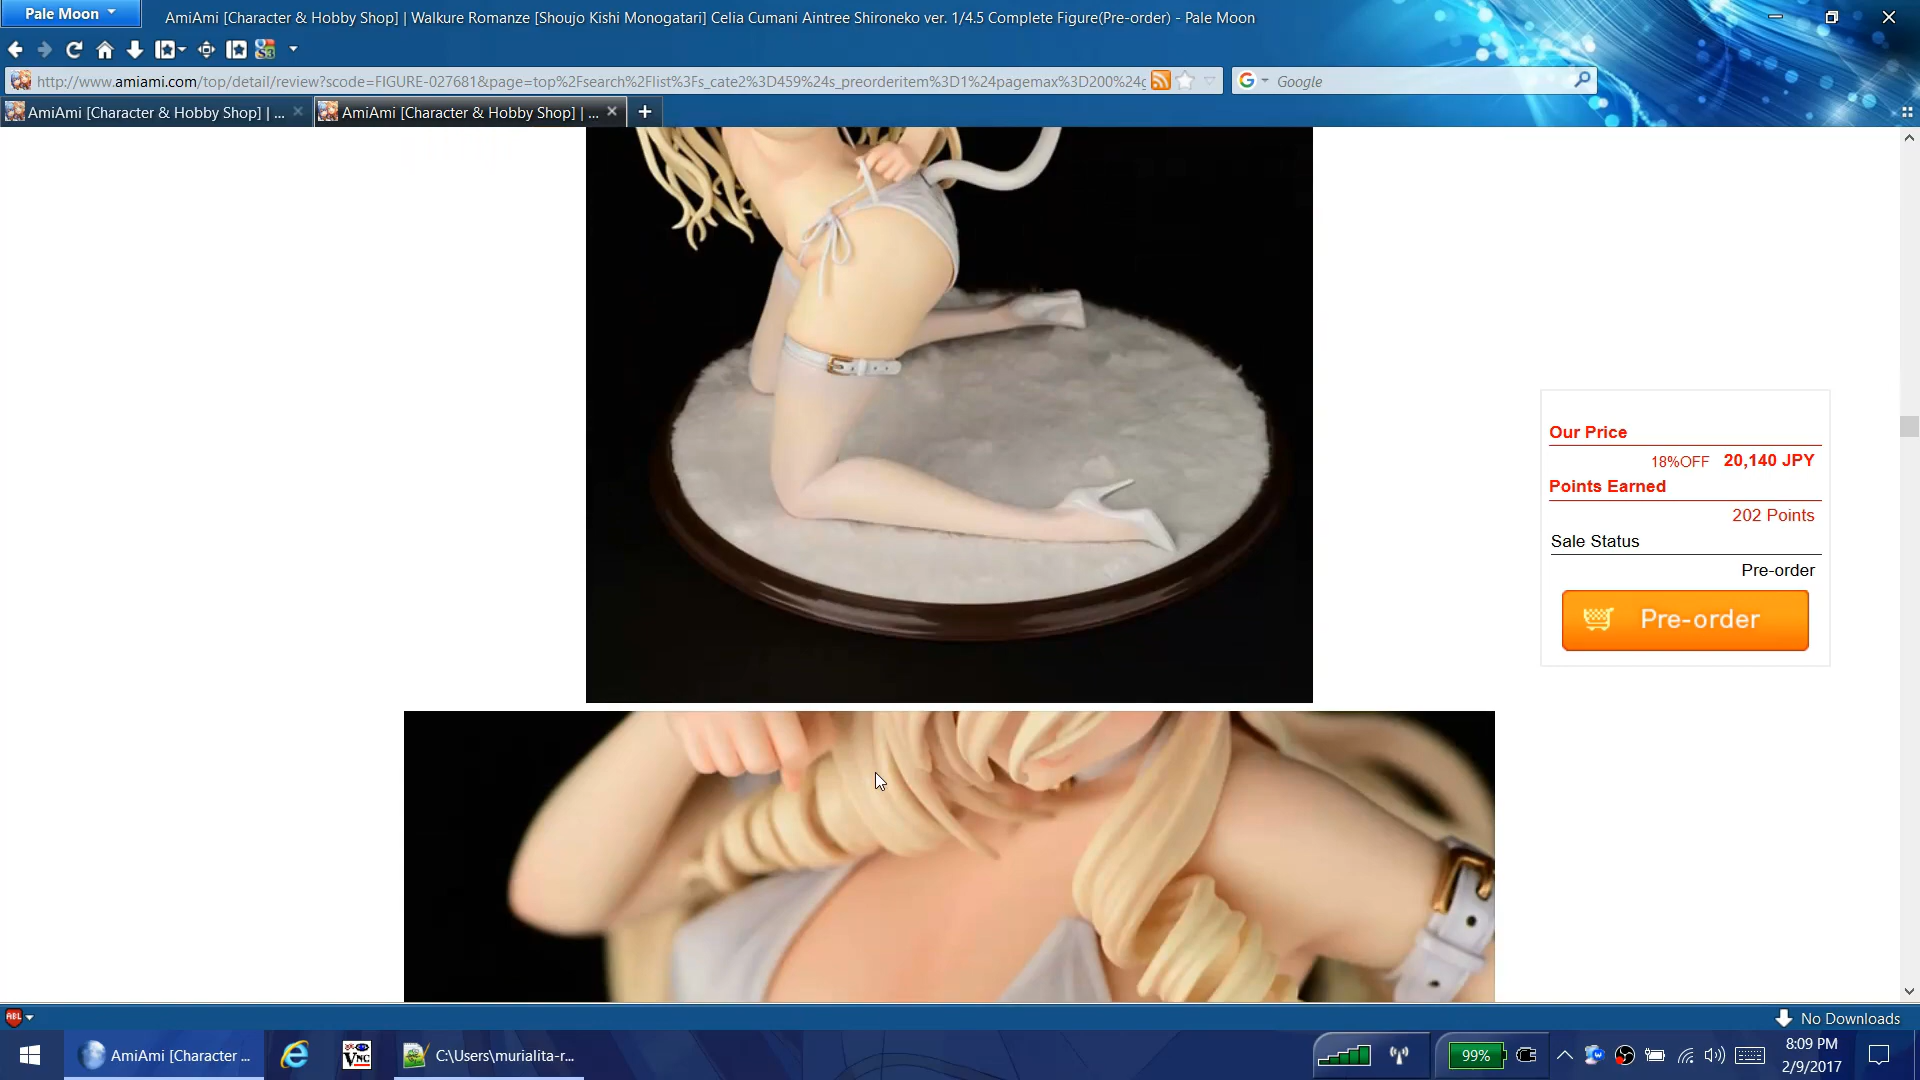 Pale Moon
AmiAmi [Character & Hobby Shop] | Walkure Romanze [Shoujo Kishi Monogatari] Celia Cumani Aintree Shironeko ver. 1/4.5 Complete Figure(Pre-order) - Pale Moon
http://www.amiami.com/top/detail/review?scode=FIGURE-027681&page=top%2Fsearch%2Flist%3Fs_cate2%3D459%24s_preorderitem%3D1%24pagemax%3D200%24c
Google
AmiAmi [Character & Hobby Shop] | ...
AmiAmi [Character & Hobby Shop] | ...
Our Price
18%OFF 20,140 JPY
Points Earned
202 Points
Sale Status
Pre-order
Pre-order
ABL
No Downloads
AmiAmi [Character ...
VNC
C:\Users\murialita-r...
99%
8:09 PM
2/9/2017